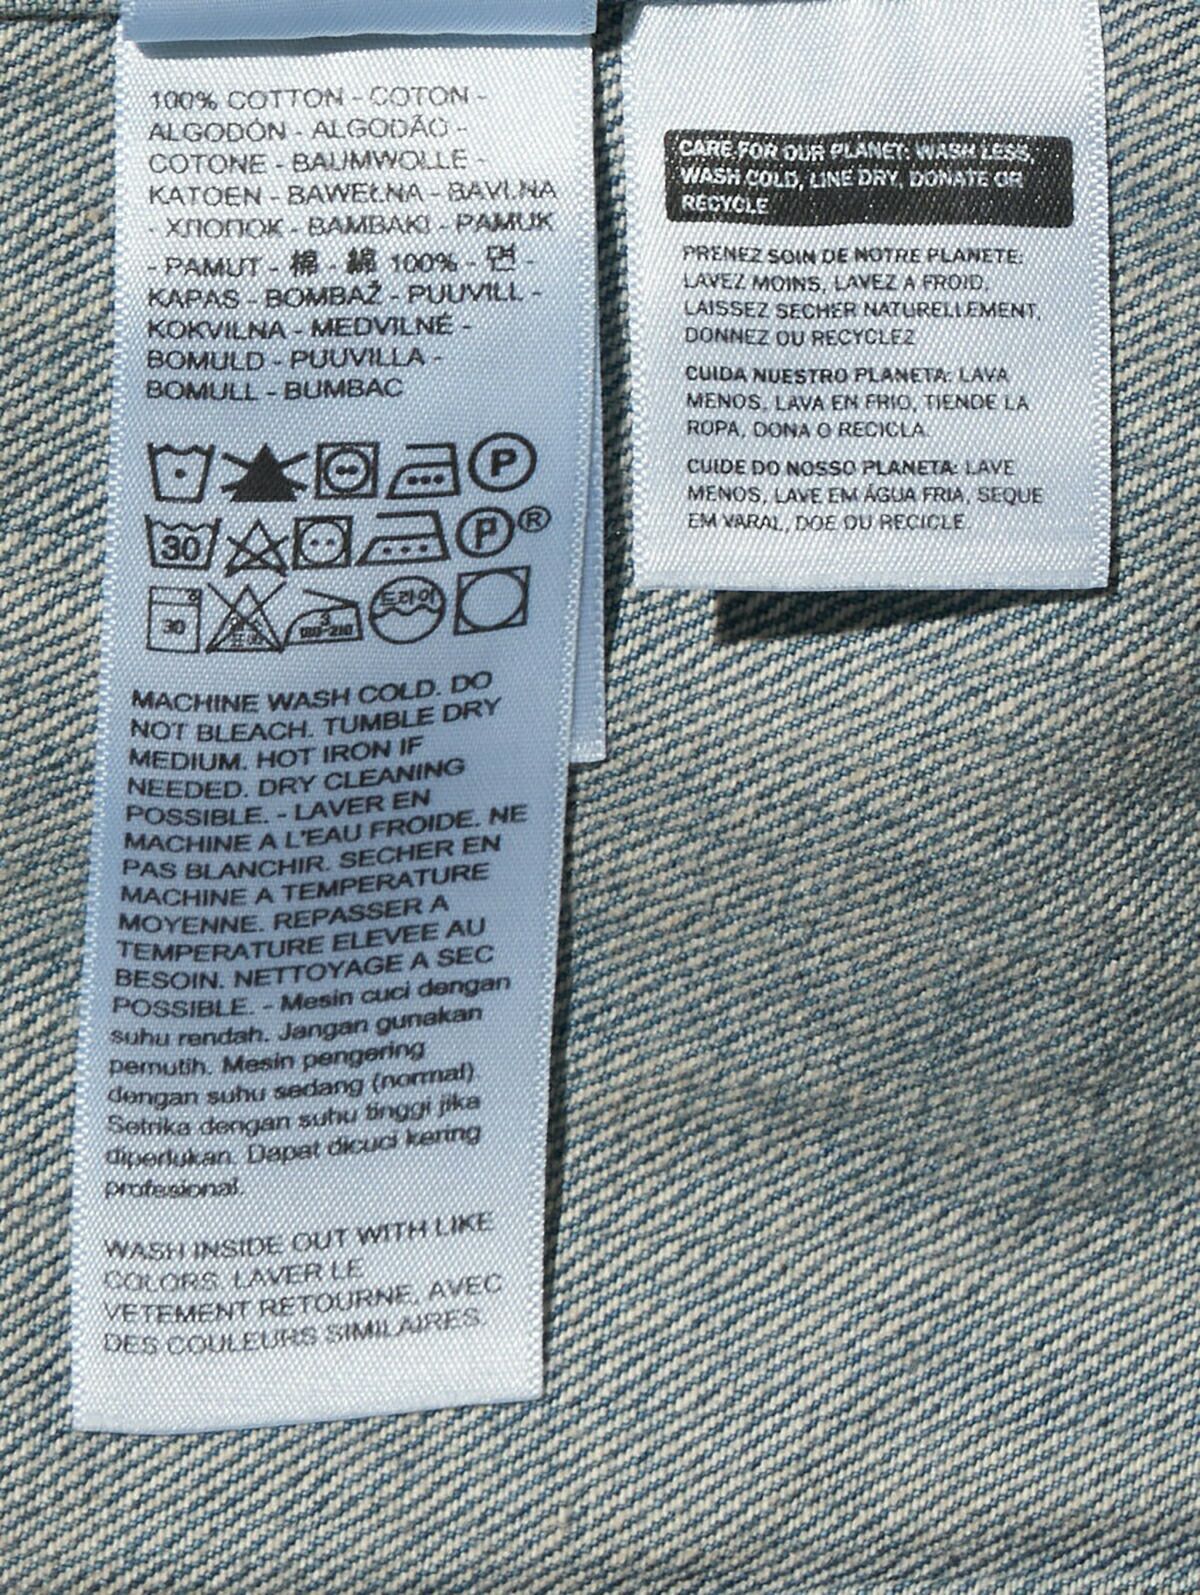 100% COTTON - COTON -
ALGODÓN - ALGODÃO -
COTONE - BAUMWOLLE -
KATOEN - BAWEŁNA - BAVLNA
- ХЛОПОК - BAMBAKI - PAMUK
- PAMUT - 棉 - 綿 100% - 면 -
KAPAS - BOMBAŽ - PUUVILL -
KOKVILNA - MEDVILNĖ -
BOMULD - PUUVILLA -
BOMULL - BUMBAC
P
30 P®
30 3 180-210 드라이
MACHINE WASH COLD. DO
NOT BLEACH. TUMBLE DRY
MEDIUM. HOT IRON IF
NEEDED. DRY CLEANING
POSSIBLE. - LAVER EN
MACHINE A L'EAU FROIDE. NE
PAS BLANCHIR. SECHER EN
MACHINE A TEMPERATURE
MOYENNE. REPASSER A
TEMPERATURE ELEVEE AU
BESOIN. NETTOYAGE A SEC
POSSIBLE. - Mesin cuci dengan
suhu rendah. Jangan gunakan
pemutih. Mesin pengering
dengan suhu sedang (normal).
Setrika dengan suhu tinggi jika
diperlukan. Dapat dicuci kering
profesional.
WASH INSIDE OUT WITH LIKE
COLORS. LAVER LE
VETEMENT RETOURNE, AVEC
DES COULEURS SIMILAIRES.
CARE FOR OUR PLANET: WASH LESS,
WASH COLD, LINE DRY, DONATE OR
RECYCLE
PRENEZ SOIN DE NOTRE PLANETE:
LAVEZ MOINS, LAVEZ A FROID,
LAISSEZ SECHER NATURELLEMENT,
DONNEZ OU RECYCLEZ
CUIDA NUESTRO PLANETA: LAVA
MENOS, LAVA EN FRIO, TIENDE LA
ROPA, DONA O RECICLA.
CUIDE DO NOSSO PLANETA: LAVE
MENOS, LAVE EM ÁGUA FRIA, SEQUE
EM VARAL, DOE OU RECICLE.